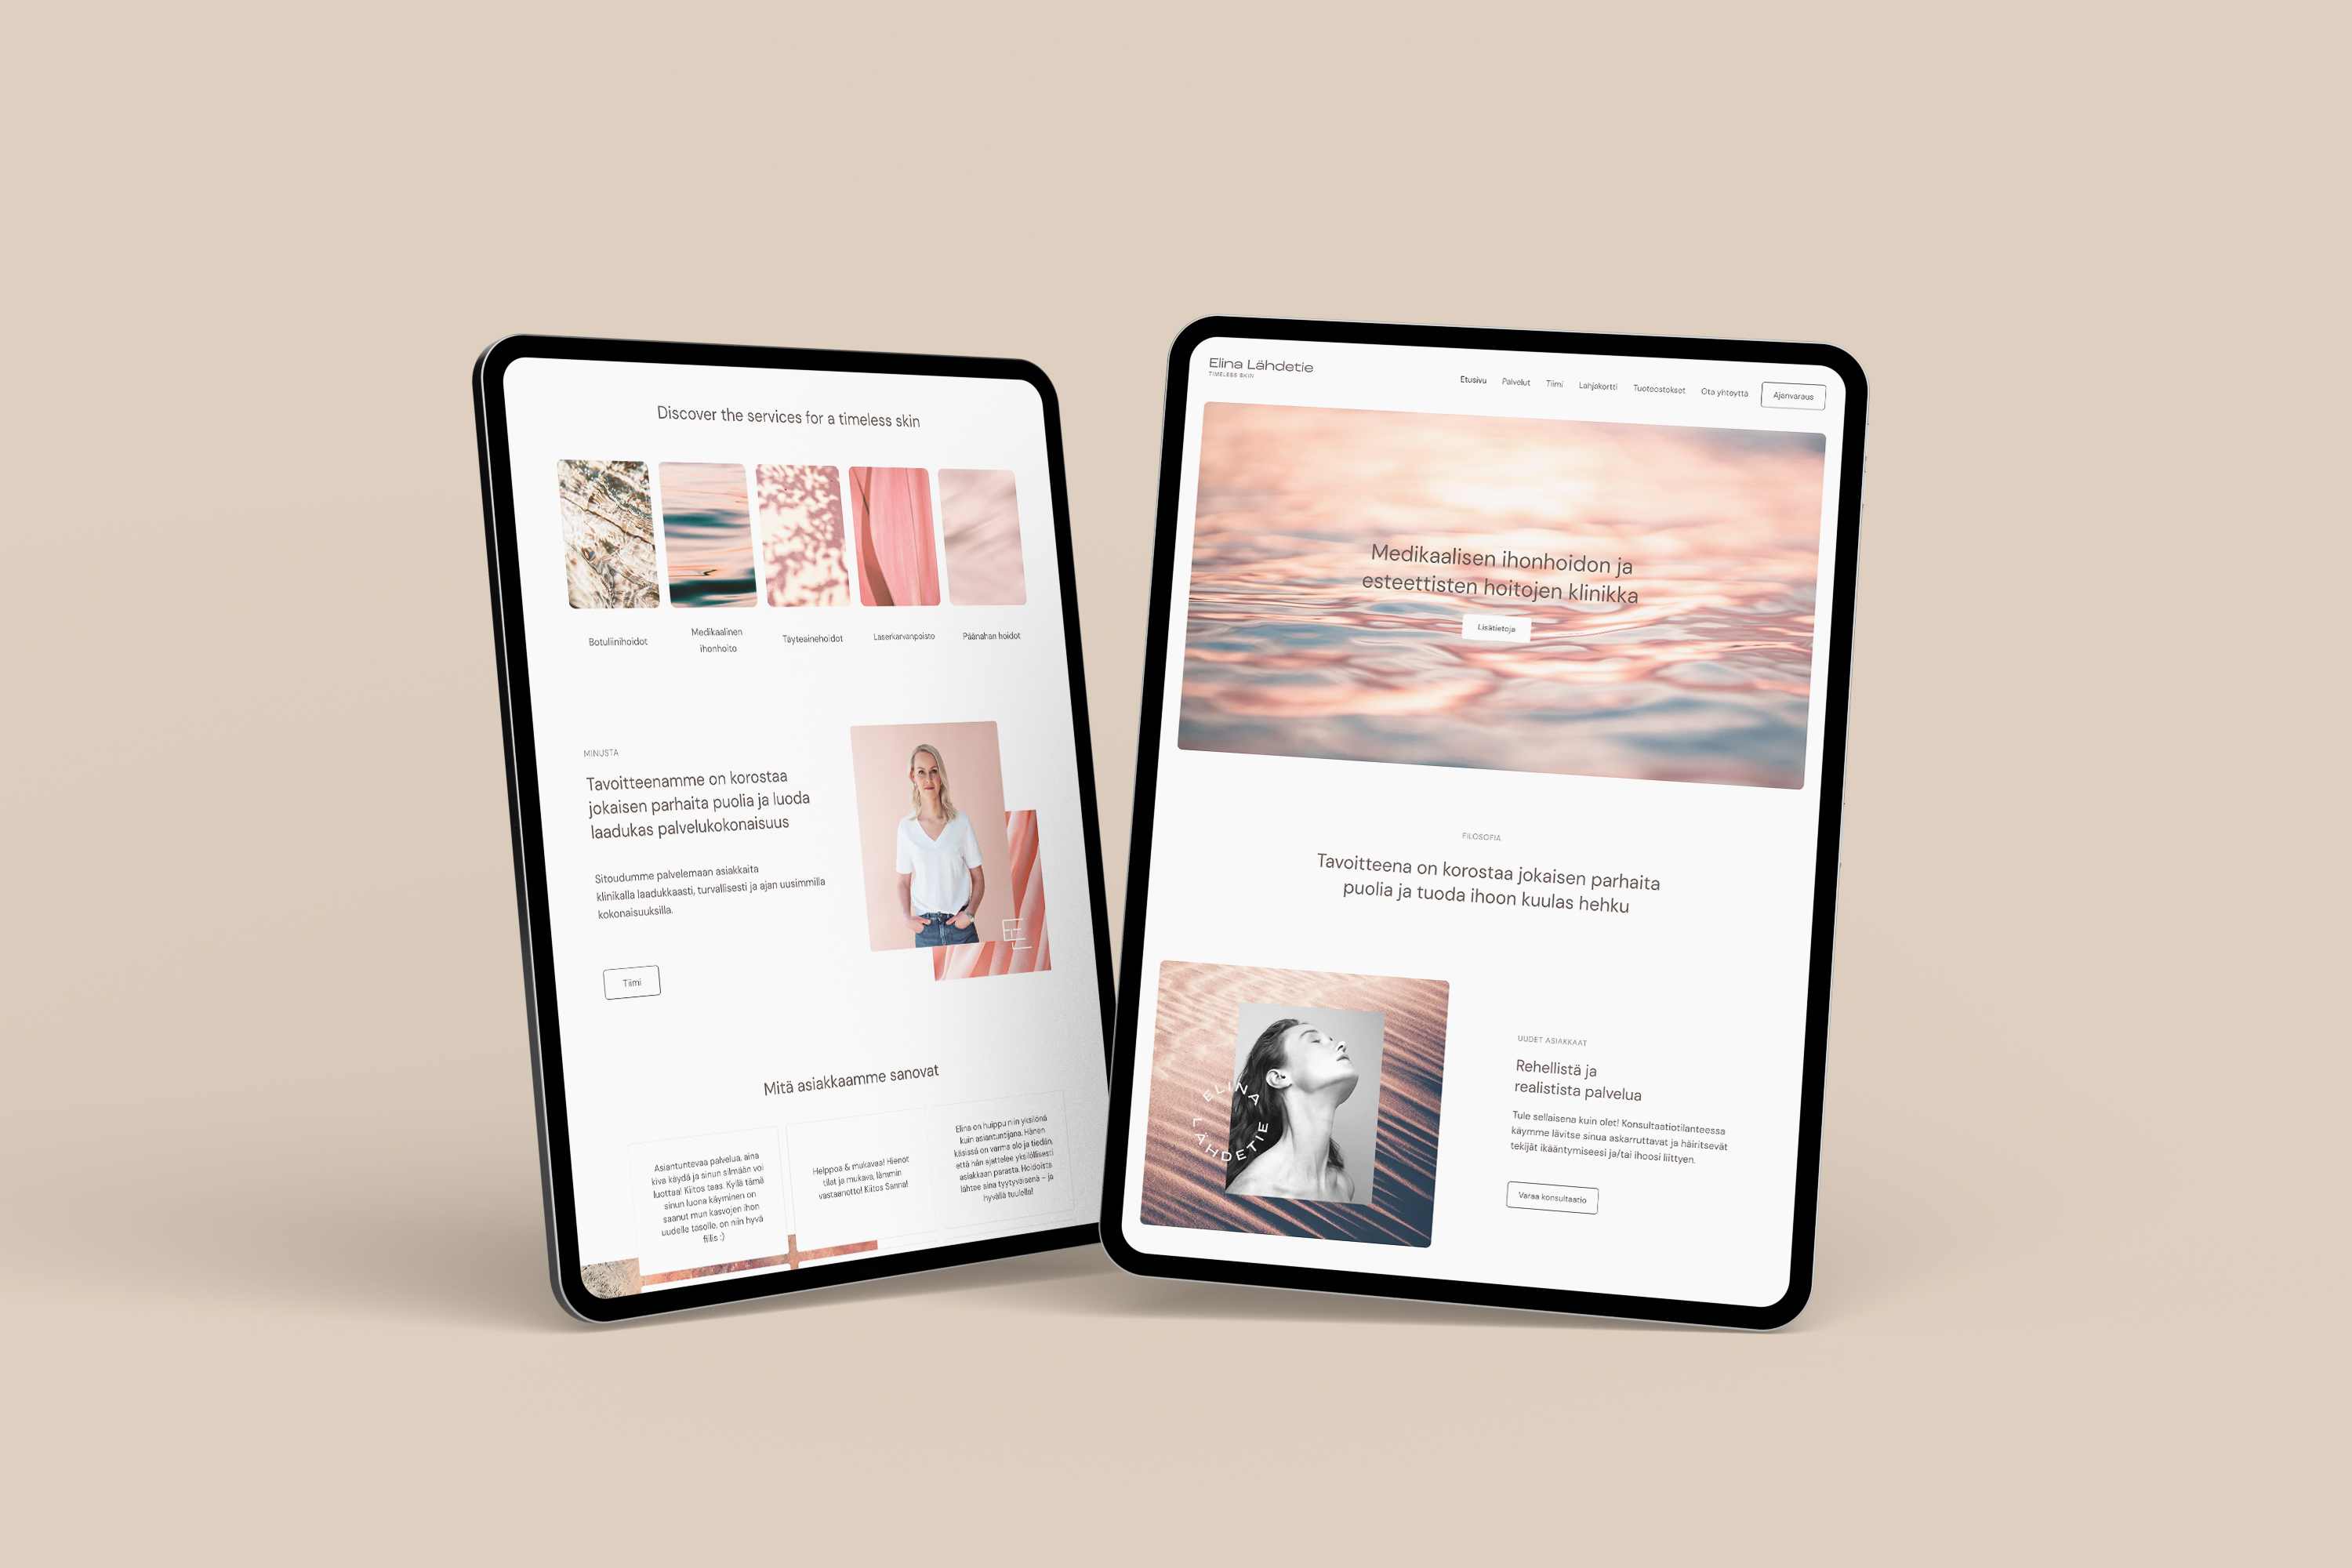 Discover the services for a timeless skin
Botuliinihoidot
Medikaalinen
ihonhoito
Täyteainehoidot
Laserkarvanpoisto
Päänahan hoidot
MINUSTA
Tavoitteenamme on korostaa
jokaisen parhaita puolia ja luoda
laadukas palvelukokonaisuus
Sitoudumme palvelemaan asiakkaita
klinikalla laadukkaasti, turvallisesti ja ajan uusimmilla
kokonaisuuksilla.
Tiimi
Mitä asiakkaamme sanovat
Asiantuntevaa palvelua, aina
kiva käydä ja sinun silmään voi
luottaa! Kiitos taas. Kyllä tämä
sinun luona käyminen on
saanut mun kasvojen ihon
uudelle tasolle, on niin hyvä
fiilis :)
Helppoa & mukavaa! Hienot
tilat ja mukava, lämmin
vastaanotto! Kiitos Sanna!
Elina on huippu niin yksilönä
kuin asiantuntijana. Hänen
käsissä on varma olo ja tiedän,
että hän ajattelee yksilöllisesti
asiakkaan parasta. Hoidoista
lähtee aina tyytyväisenä – ja
hyvällä tuulella!
Elina Lähdetie
TIMELESS SKIN
Etusivu Palvelut Tiimi Lahjakortti Tuoteostokset Ota yhteyttä Ajanvaraus
Medikaalisen ihonhoidon ja
esteettisten hoitojen klinikka
Lisätietoja
FILOSOFIA
Tavoitteena on korostaa jokaisen parhaita
puolia ja tuoda ihoon kuulas hehku
ELINA
LÄHDETIE
UUDET ASIAKKAAT
Rehellistä ja
realistista palvelua
Tule sellaisena kuin olet! Konsultaatiotilanteessa
käymme lävitse sinua askarruttavat ja häiritsevät
tekijät ikääntymiseesi ja/tai ihoosi liittyen.
Varaa konsultaatio